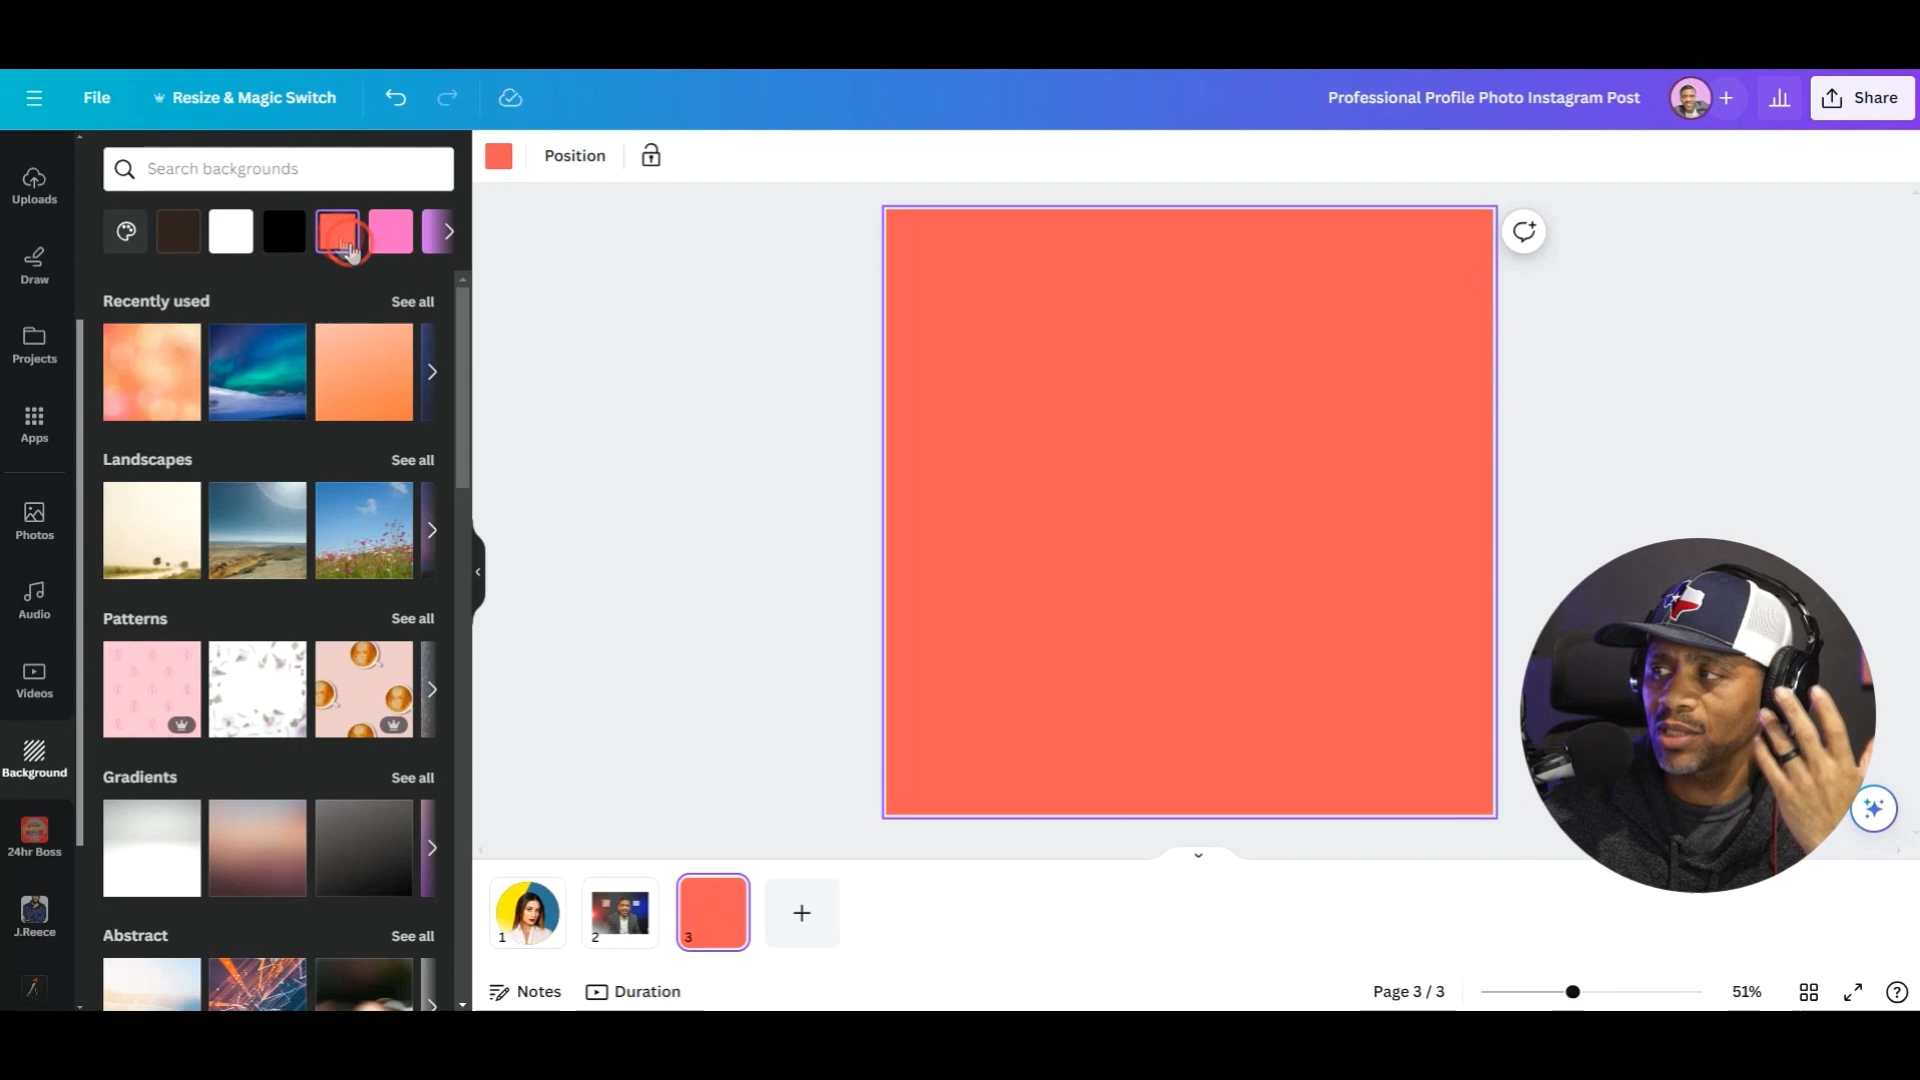 File
Resize & Magic Switch
Professional Profile Photo Instagram Post
Share
Uploads
Draw
Projects
Apps
Photos
Audio
Videos
Background
24hr Boss
J.Reece
Search backgrounds
Recently used
See all
Landscapes
See all
Patterns
See all
Gradients
See all
Abstract
See all
Position
1
2
3
Notes
Duration
Page 3 / 3
51%